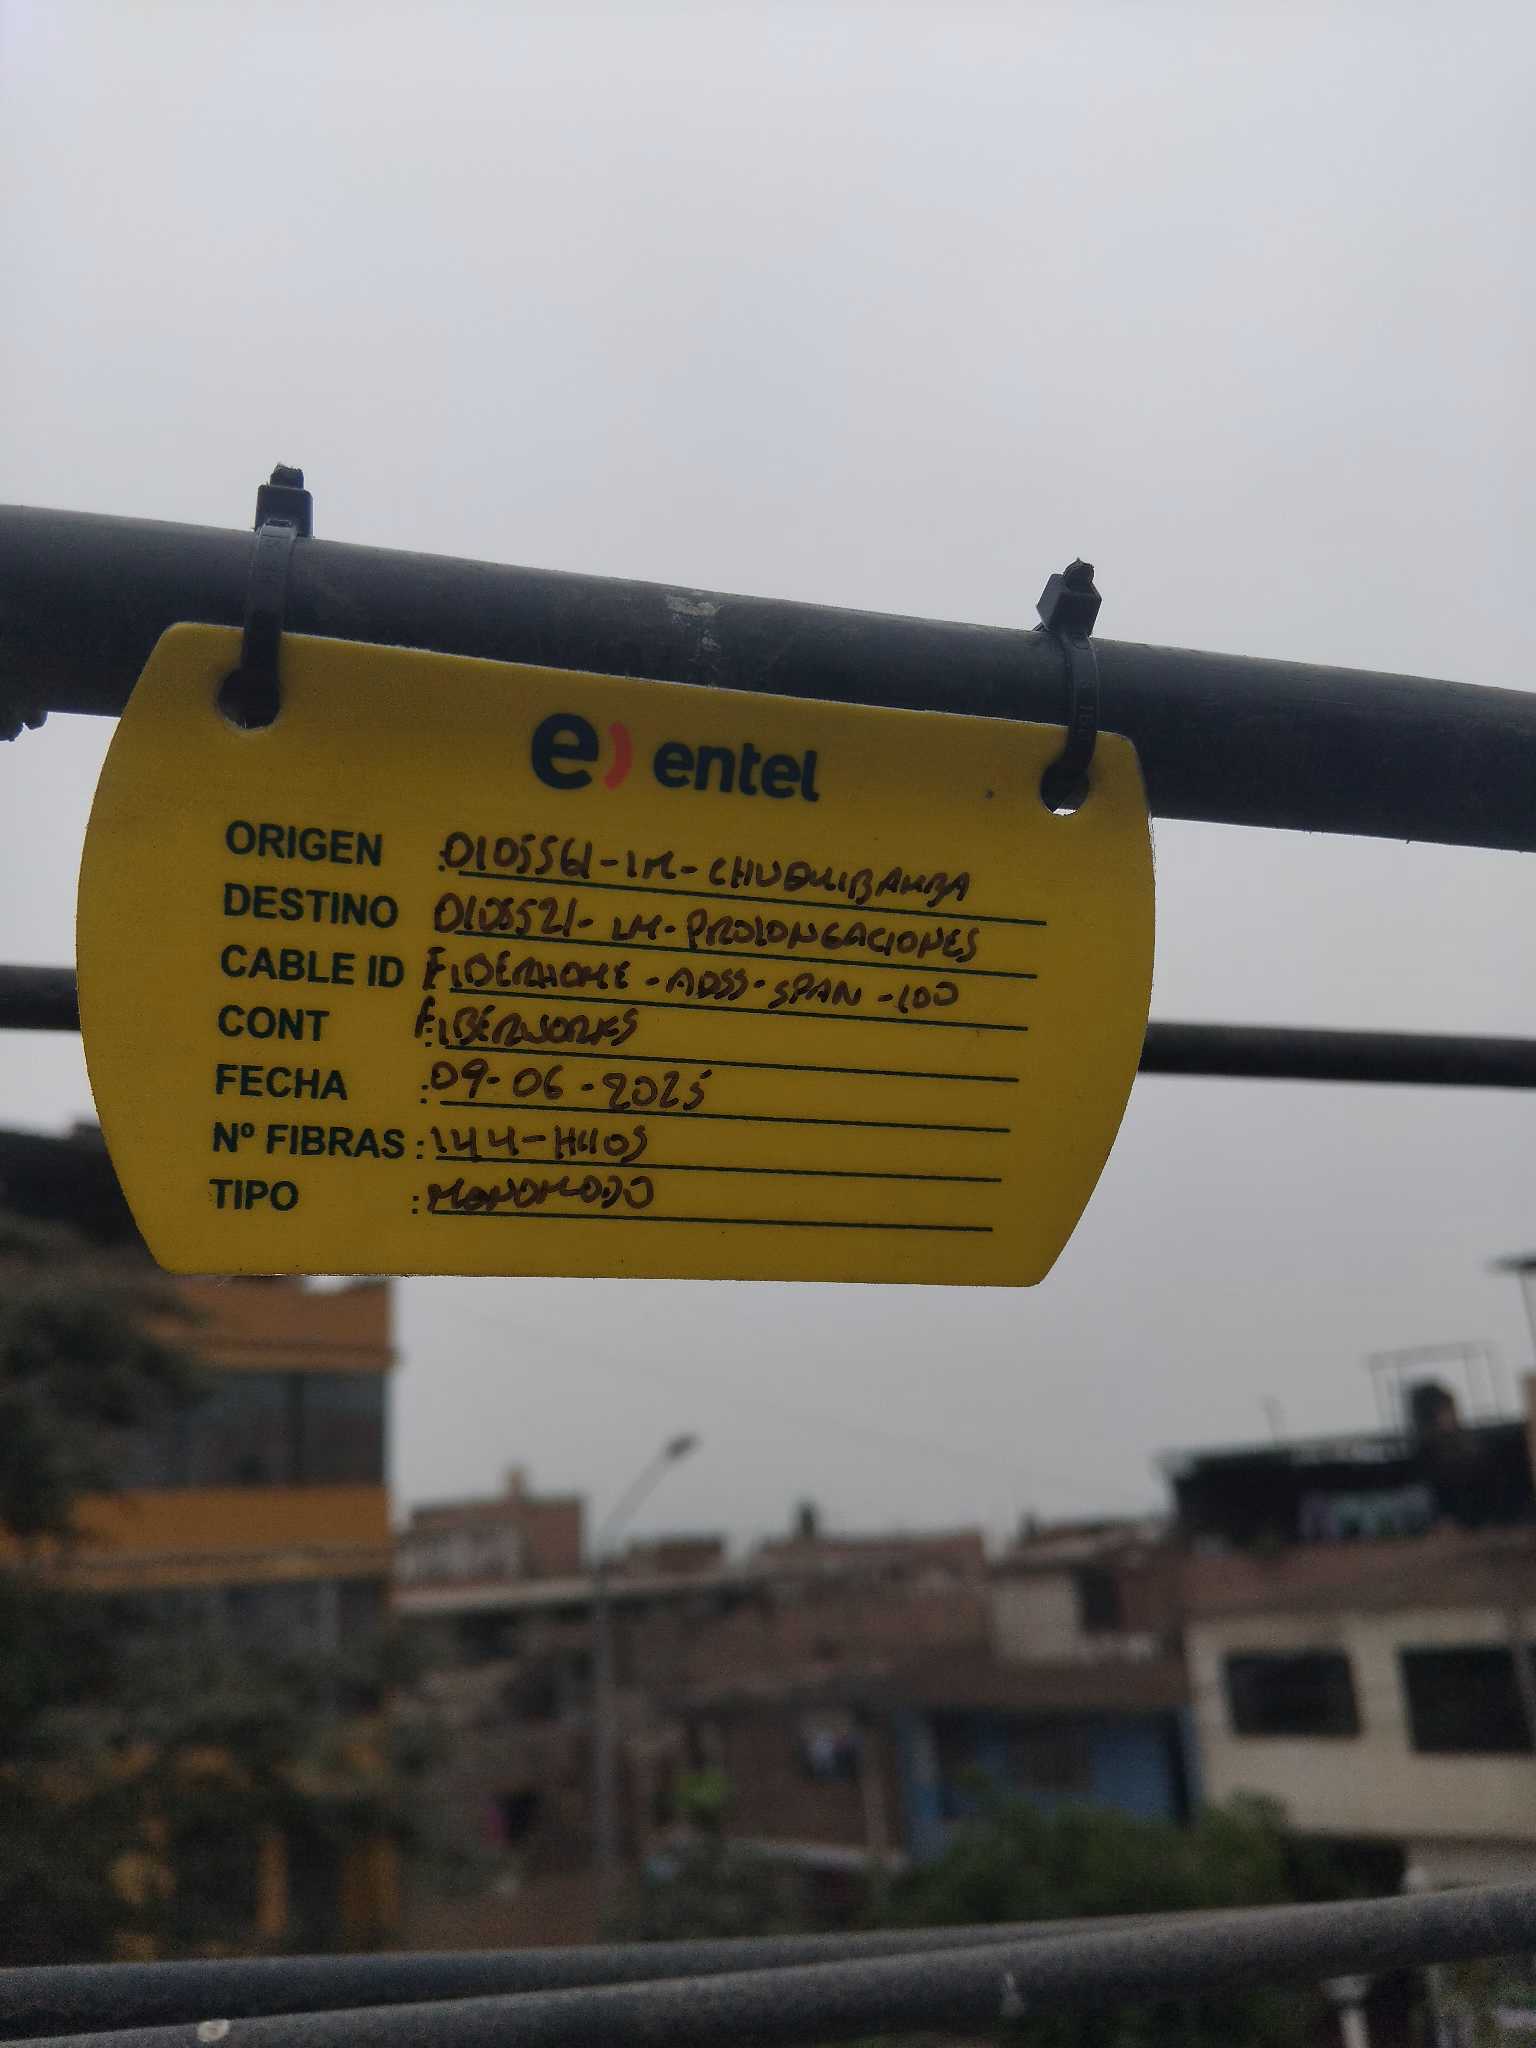 e) entel
ORIGEN : 0105561-LM-CHUQUIBAMBA
DESTINO 0105521-LM-PROLONGACIONES
CABLE ID FIBERHOME-ADSS-SPAN-100
CONT : FIBERWORKS
FECHA : 09-06-2025
Nº FIBRAS : 144-HILOS
TIPO : MONOMODO